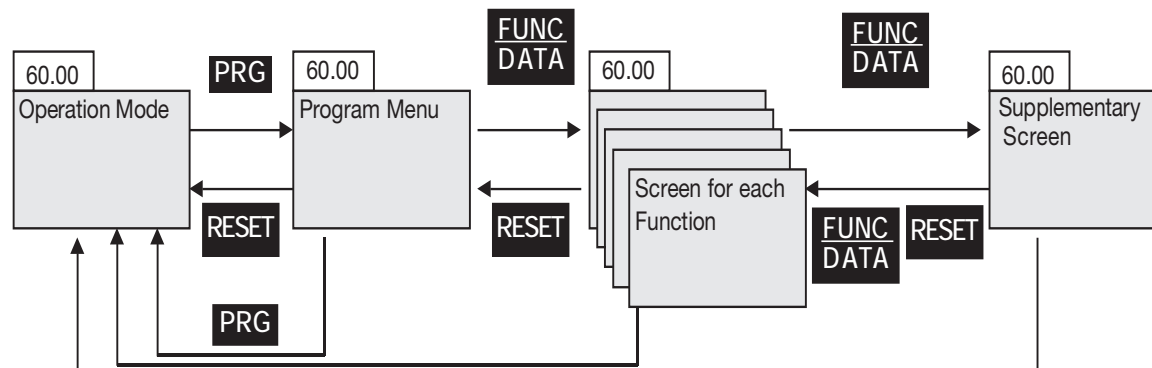 60.00
Operation Mode
PRG
60.00
Program Menu
FUNC
DATA
60.00
FUNC
DATA
60.00
Supplementary
Screen
Screen for each
Function
RESET
RESET
FUNC
DATA
RESET
PRG